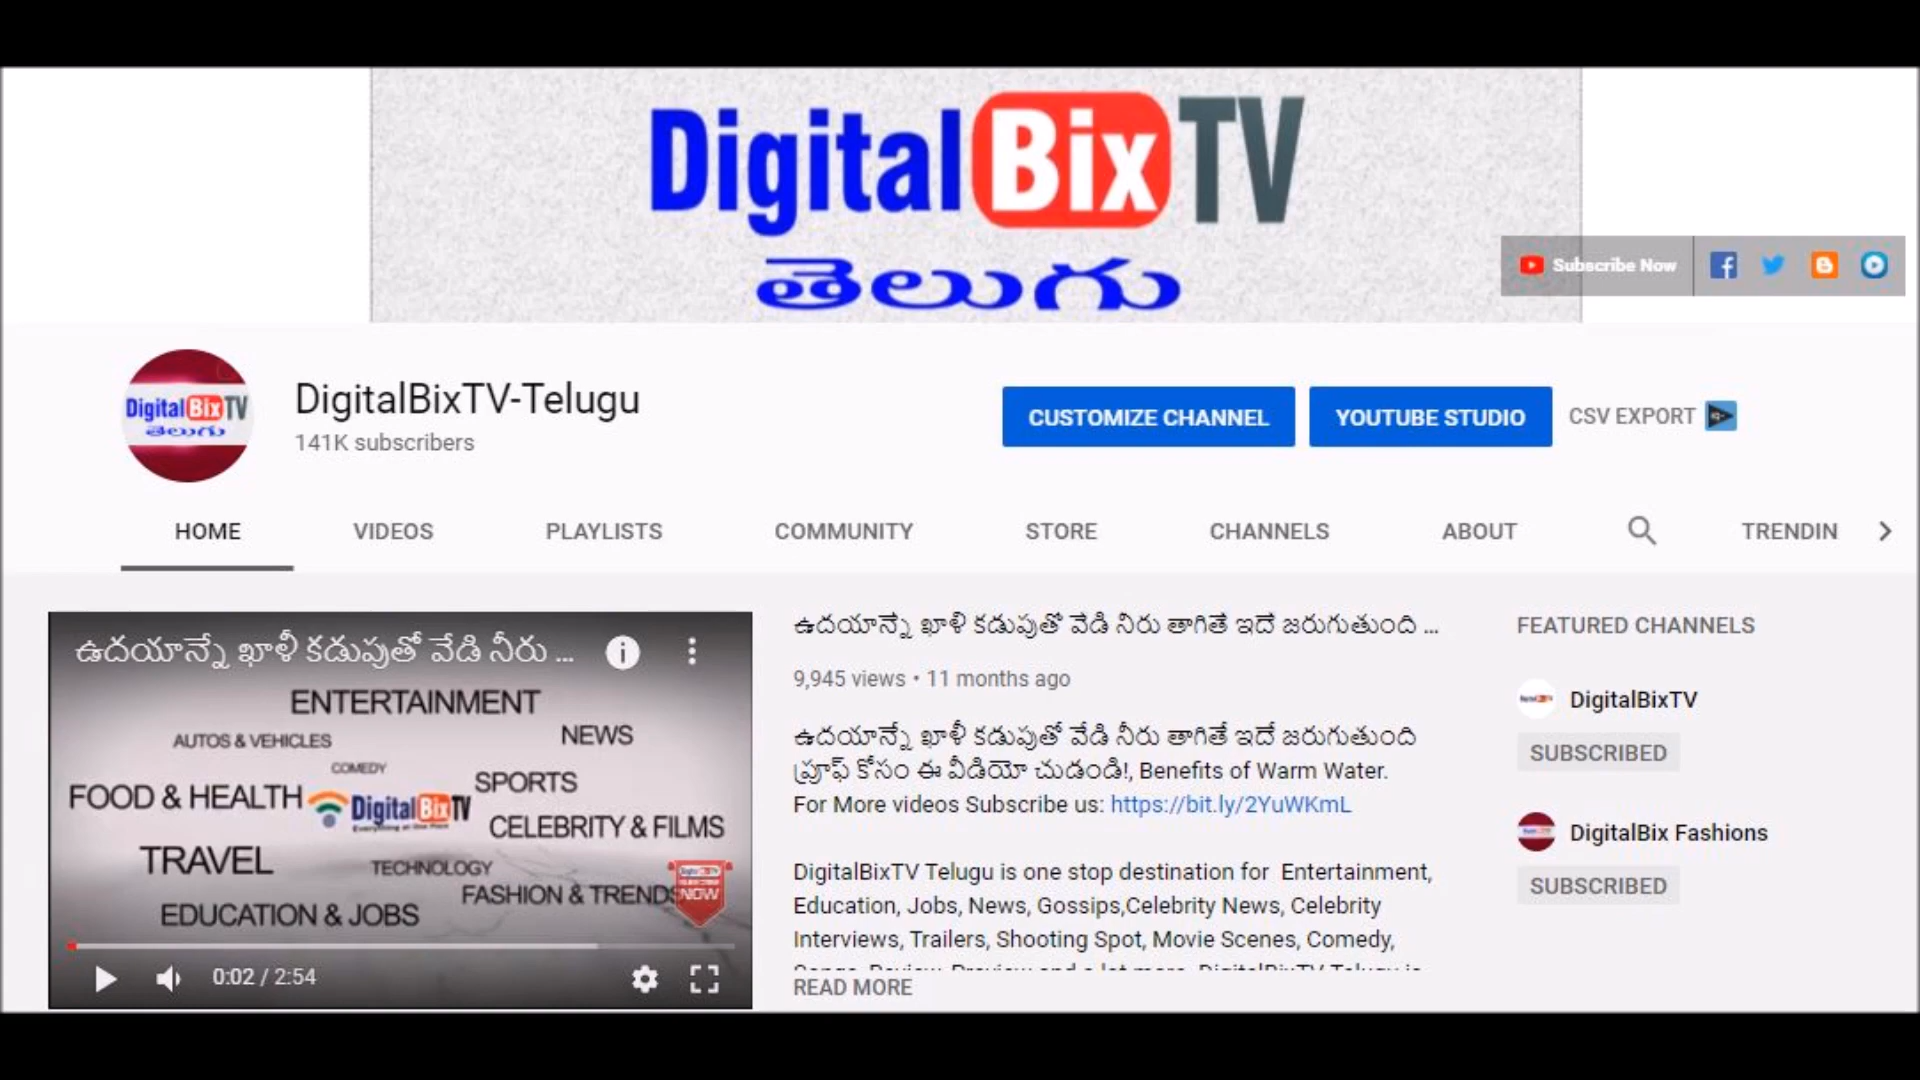 DigitalBixTV
తెలుగు
Subscribe Now
DigitalBixTV
తెలుగు
DigitalBixTV-Telugu
141K subscribers
CUSTOMIZE CHANNEL
YOUTUBE STUDIO
CSV EXPORT
HOME
VIDEOS
PLAYLISTS
COMMUNITY
STORE
CHANNELS
ABOUT
TRENDIN
ఉదయాన్నే ఖాళీ కడుపుతో వేడి నీరు ...
ENTERTAINMENT
AUTOS & VEHICLES
NEWS
COMEDY
FOOD & HEALTH
DigitalBixTV
SPORTS
CELEBRITY & FILMS
TRAVEL
TECHNOLOGY
FASHION & TRENDS
NOW
EDUCATION & JOBS
0:02 / 2:54
ఉదయాన్నే ఖాళీ కడుపుతో వేడి నీరు తాగితే ఇదే జరుగుతుంది ...
9,945 views • 11 months ago
ఉదయాన్నే ఖాళీ కడుపుతో వేడి నీరు తాగితే ఇదే జరుగుతుంది
ప్రూఫ్ కోసం ఈ వీడియో చుడండి!, Benefits of Warm Water.
For More videos Subscribe us: https://bit.ly/2YuWKmL
DigitalBixTV Telugu is one stop destination for Entertainment,
Education, Jobs, News, Gossips,Celebrity News, Celebrity
Interviews, Trailers, Shooting Spot, Movie Scenes, Comedy,
READ MORE
FEATURED CHANNELS
DigitalBixTV
SUBSCRIBED
DigitalBix Fashions
SUBSCRIBED